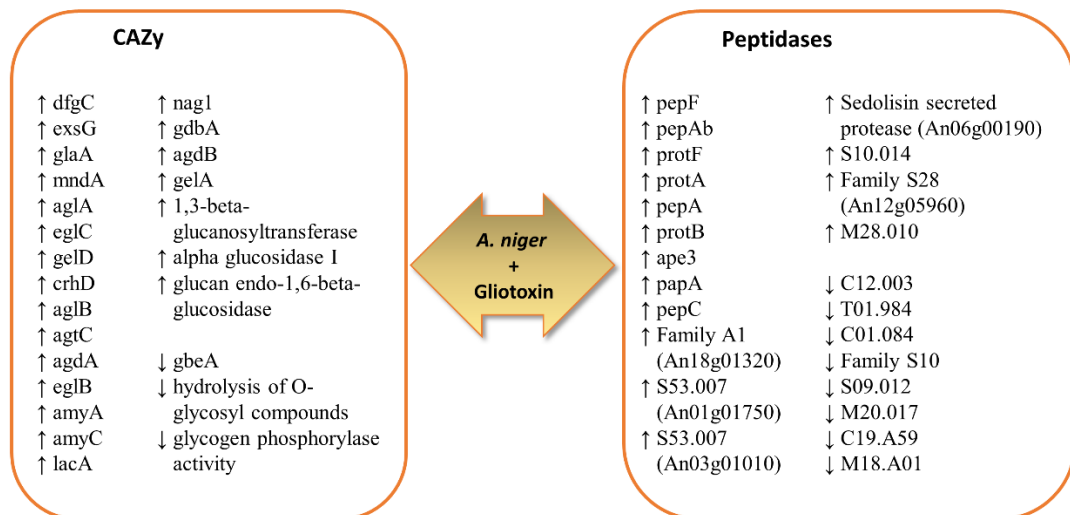 CAZy
↑ dfgC
↑ exsG
↑ glaA
↑ mndA
↑ aglA
↑ eglC
↑ gelD
↑ crhD
↑ aglB
↑ agtC
↑ agdA
↑ eglB
↑ amyA
↑ amyC
↑ lacA
↑ nag1
↑ gdbA
↑ agdB
↑ gelA
↑ 1,3-beta-
glucanosyltransferase
↑ alpha glucosidase I
↑ glucan endo-1,6-beta-
glucosidase
↓ gbeA
↓ hydrolysis of O-
glycosyl compounds
↓ glycogen phosphorylase
activity
A. niger
+
Gliotoxin
Peptidases
↑ pepF
↑ pepAb
↑ protF
↑ protA
↑ pepA
↑ protB
↑ ape3
↑ papA
↑ pepC
↑ Family A1
(An18g01320)
↑ S53.007
(An01g01750)
↑ S53.007
(An03g01010)
↑ Sedolisin secreted
protease (An06g00190)
↑ S10.014
↑ Family S28
(An12g05960)
↑ M28.010
↓ C12.003
↓ T01.984
↓ C01.084
↓ Family S10
↓ S09.012
↓ M20.017
↓ C19.A59
↓ M18.A01